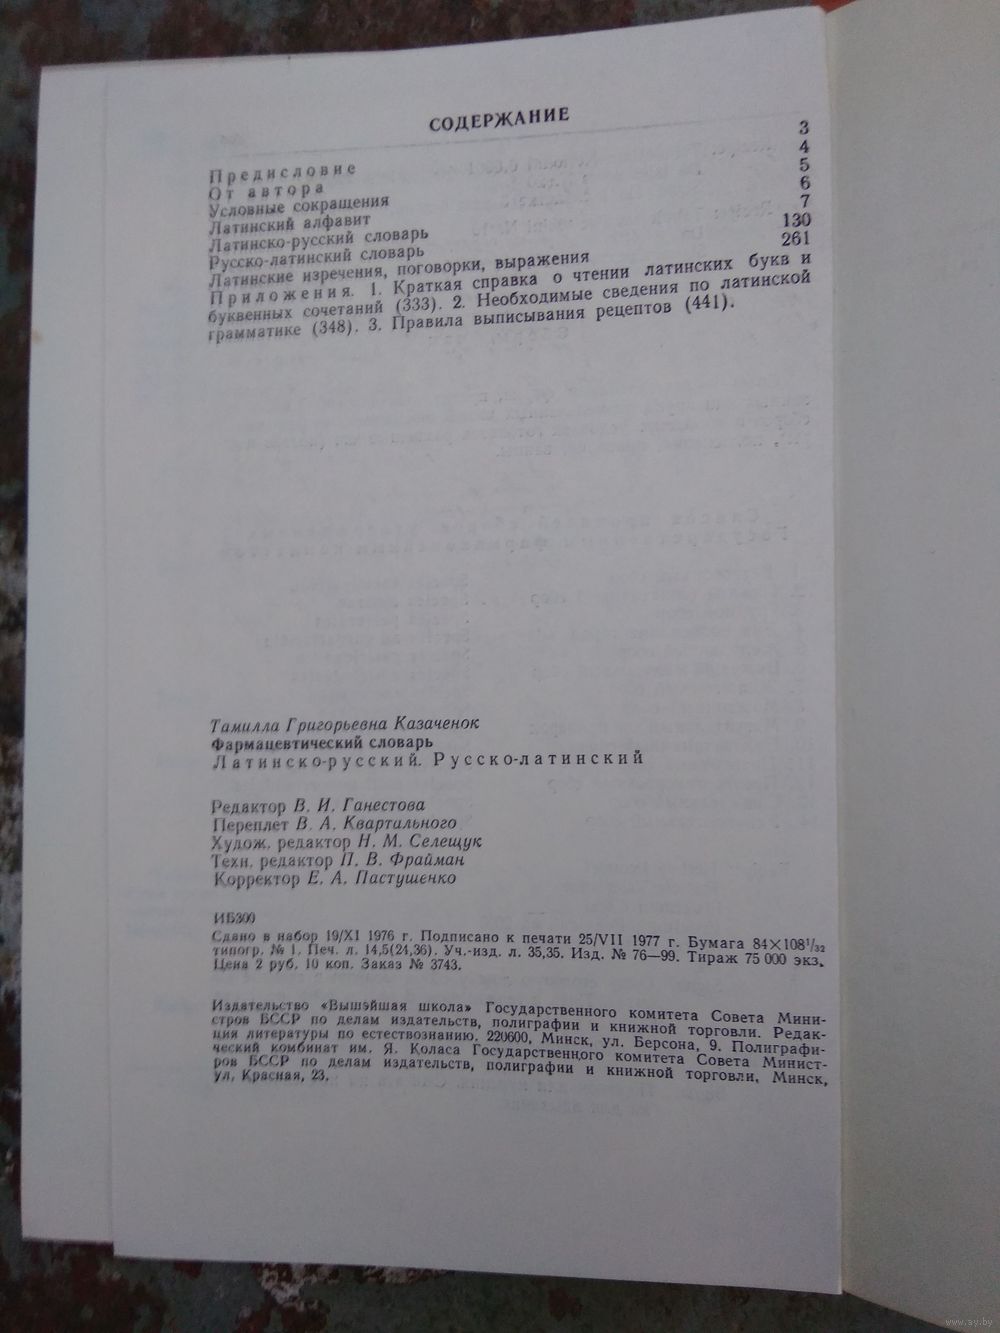 СОДЕРЖАНИЕ
Предисловие 3
От автора 4
Условные сокращения 5
Латинский алфавит 6
Латинско-русский словарь 7
Русско-латинский словарь 130
Латинские изречения, поговорки, выражения 261
Приложения. 1. Краткая справка о чтении латинских букв и
буквенных сочетаний (333). 2. Необходимые сведения по латинской
грамматике (348). 3. Правила выписывания рецептов (441).
Тамилла Григорьевна Казаченок
Фармацевтический словарь
Латинско-русский. Русско-латинский
Редактор В. И. Ганестова
Переплет В. А. Квартального
Худож. редактор Н. М. Селещук
Техн. редактор П. В. Фрайман
Корректор Е. А. Пастушенко
ИБ300
Сдано в набор 19/XI 1976 г. Подписано к печати 25/VII 1977 г. Бумага 84×108¹/₃₂
типогр. № 1. Печ. л. 14,5(24,36). Уч.-изд. л. 35,35. Изд. № 76—99. Тираж 75 000 экз.
Цена 2 руб. 10 коп. Заказ № 3743.
Издательство «Вышэйшая школа» Государственного комитета Совета Мини-
стров БССР по делам издательств, полиграфии и книжной торговли. Редак-
ция литературы по естествознанию. 220600, Минск, ул. Берсона, 9. Полиграфи-
ческий комбинат им. Я. Коласа Государственного комитета Совета Минист-
ров БССР по делам издательств, полиграфии и книжной торговли, Минск,
ул. Красная, 23.
www.ay.by